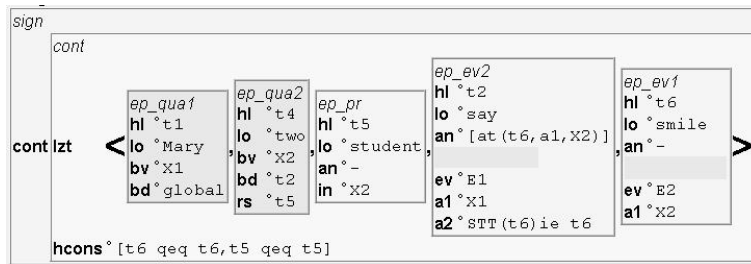 sign
cont
cont lzt <
ep_qua1
hl °t1
lo °Mary
bv °X1
bd °global
,
ep_qua2
hl °t4
lo °two
bv °X2
bd °t2
rs °t5
,
ep_pr
hl °t5
lo °student
an °-
in °X2
,
ep_ev2
hl °t2
lo °say
an °[at(t6,a1,X2)]
ev °E1
a1 °X1
a2 °STT(t6)ie t6
,
ep_ev1
hl °t6
lo °smile
an °-
ev °E2
a1 °X2
>
hcons °[t6 qeq t6,t5 qeq t5]